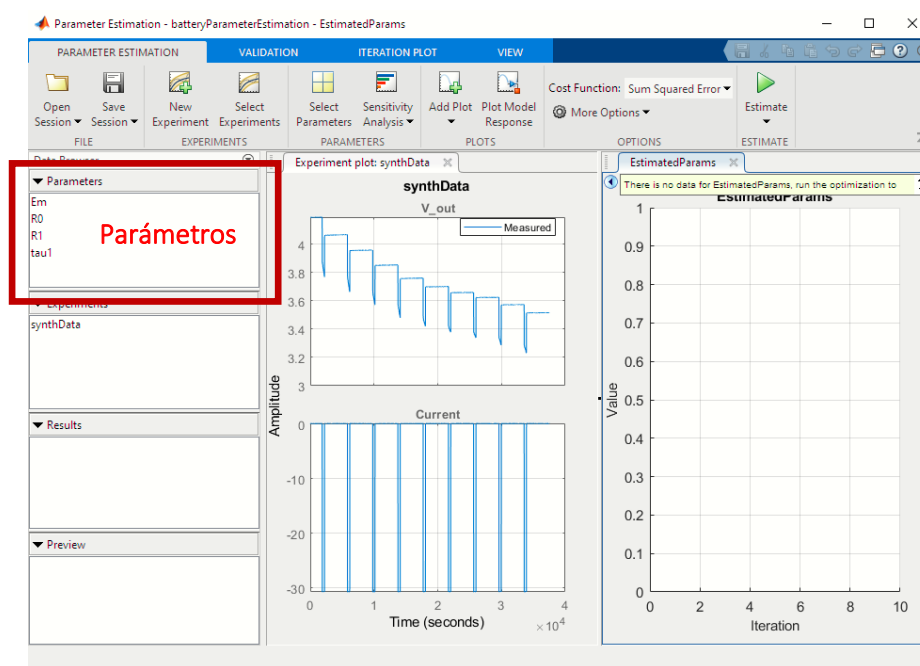 Parameter Estimation - batteryParameterEstimation - EstimatedParams
PARAMETER ESTIMATION VALIDATION ITERATION PLOT VIEW
Open Session Save Session New Experiment Select Experiments Select Parameters Sensitivity Analysis Add Plot Plot Model Response Cost Function: Sum Squared Error Estimate
More Options
FILE EXPERIMENTS PARAMETERS PLOTS OPTIONS ESTIMATE
Data Browser
Parameters
Em
R0
R1
tau1
Parámetros
Experiments
synthData
Results
Preview
Experiment plot: synthData
synthData
V_out
Measured
4
3.8
3.6
3.4
3.2
3
Amplitude
Current
0
-10
-20
-30
0 1 2 3 4
Time (seconds) ×10^4
EstimatedParams
There is no data for EstimatedParams, run the optimization to
EstimatedParams
1
0.9
0.8
0.7
0.6
0.5
0.4
0.3
0.2
0.1
0
Value
0 2 4 6 8 10
Iteration